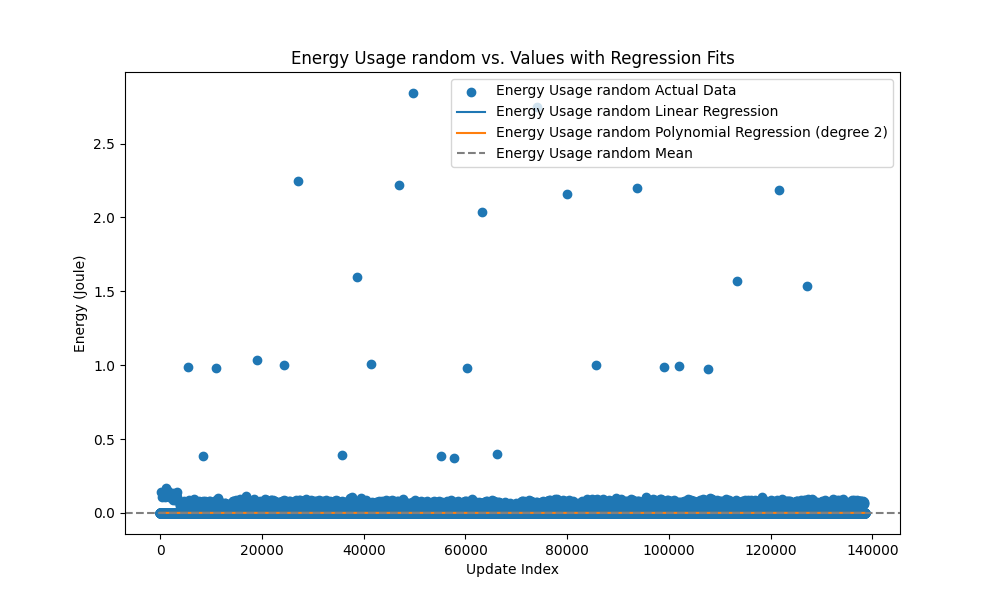 Energy Usage random vs. Values with Regression Fits
Energy Usage random Actual Data
Energy Usage random Linear Regression
Energy Usage random Polynomial Regression (degree 2)
Energy Usage random Mean
Energy (Joule)
2.5
2.0
1.5
1.0
0.5
0.0
0
20000
40000
60000
80000
100000
120000
140000
Update Index